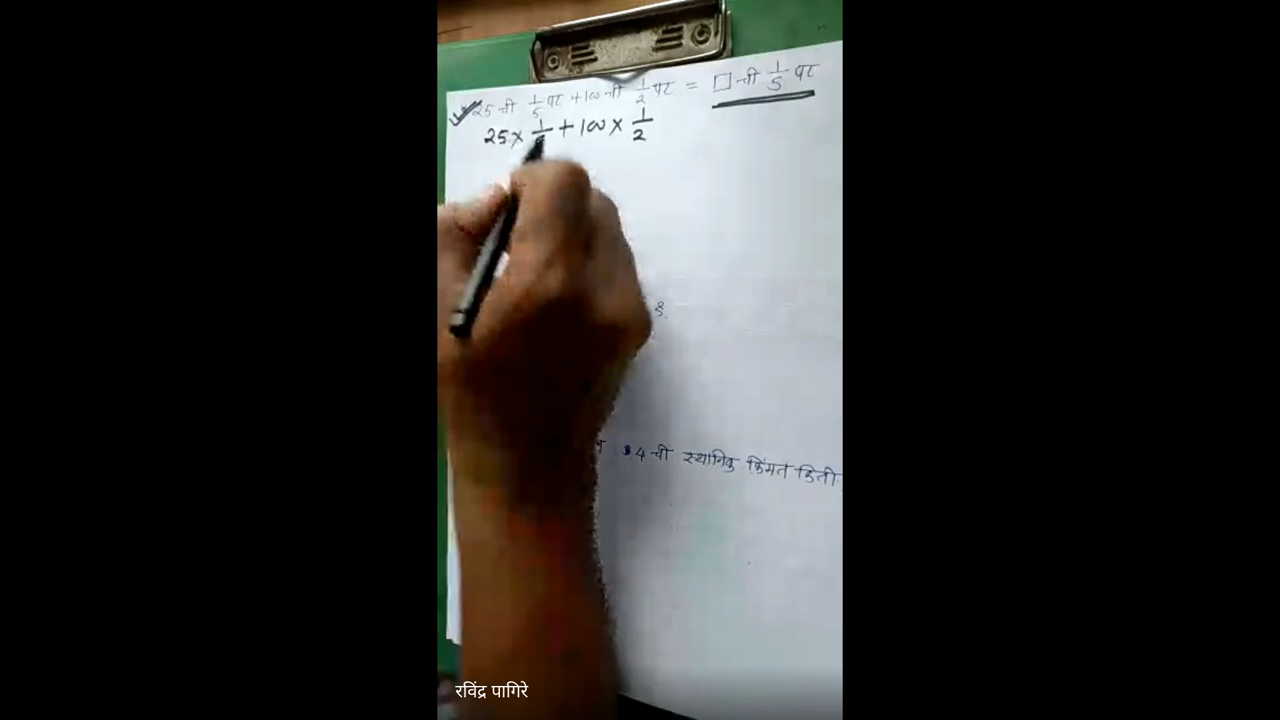 25 ची 1/5 पट + 100 ची 1/2 पट = □ ची 1/5 पट
25 × 1/5 + 100 × 1/2
4 ची स्थानिक किंमत किती
रविंद्र पागिरे